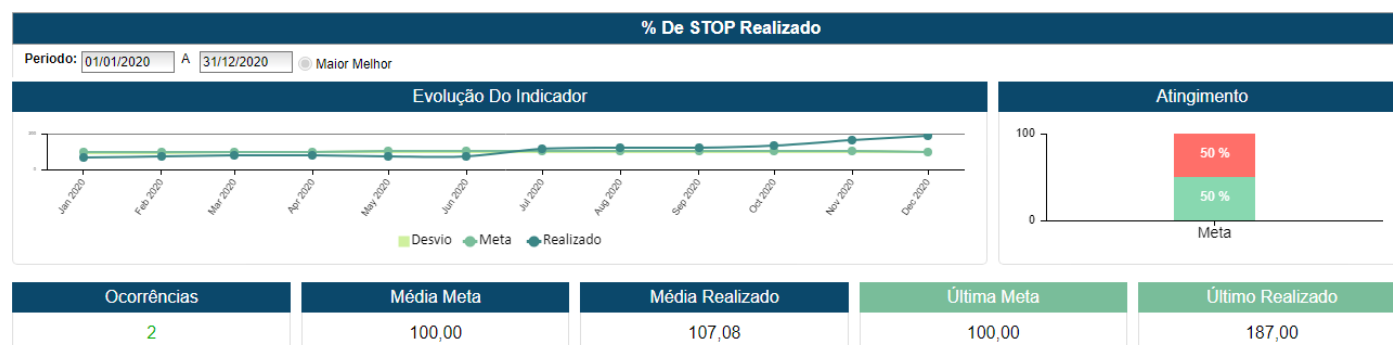 % De STOP Realizado
Periodo: 01/01/2020 A 31/12/2020 Maior Melhor
Evolução Do Indicador
Atingimento
Jan 2020 Feb 2020 Mar 2020 Apr 2020 May 2020 Jun 2020 Jul 2020 Aug 2020 Sep 2020 Oct 2020 Nov 2020 Dec 2020
Desvio Meta Realizado
100
50 %
50 %
0
Meta
Ocorrências Média Meta Média Realizado Última Meta Último Realizado
2 100,00 107,08 100,00 187,00